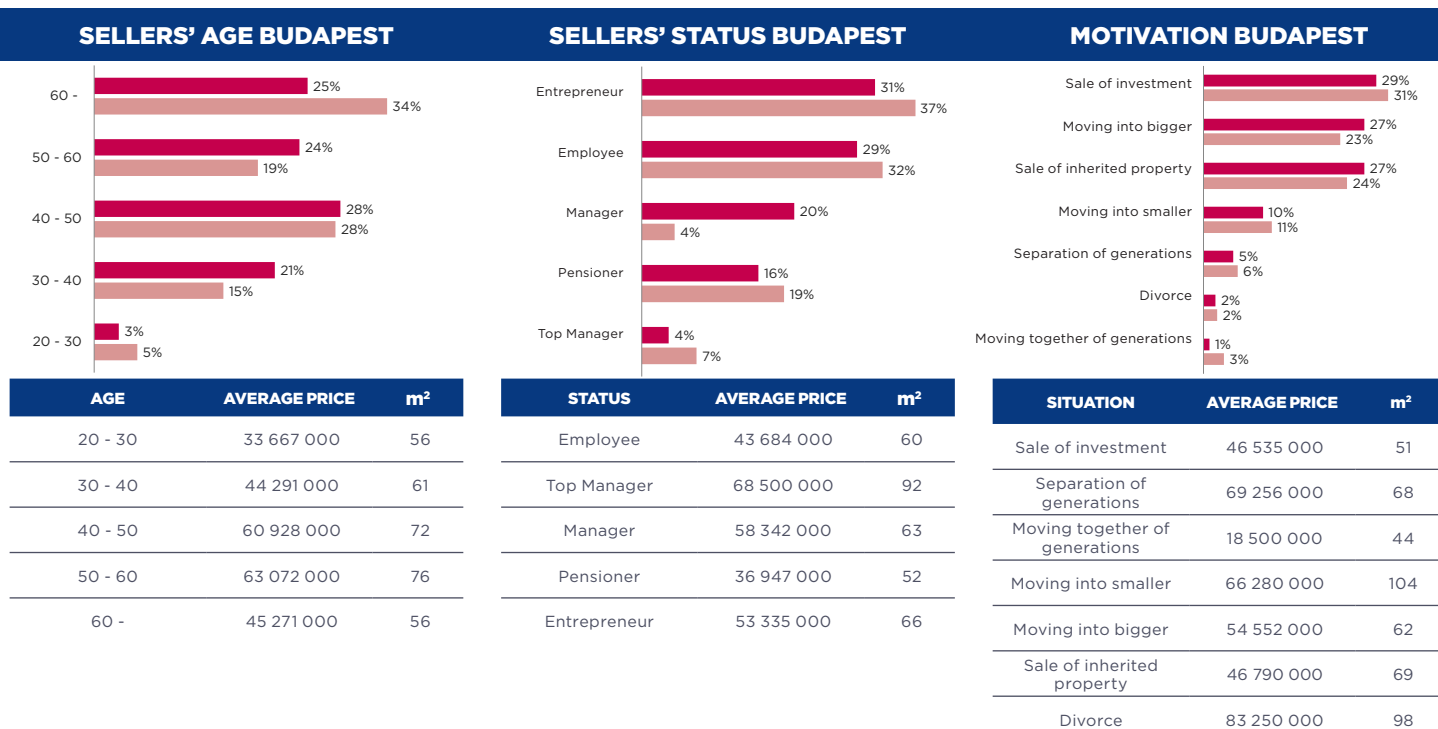 SELLERS' AGE BUDAPEST
60 -
25%
34%
50 - 60
24%
19%
40 - 50
28%
28%
30 - 40
21%
15%
20 - 30
3%
5%
AGE AVERAGE PRICE m²
20 - 30 33 667 000 56
30 - 40 44 291 000 61
40 - 50 60 928 000 72
50 - 60 63 072 000 76
60 - 45 271 000 56
SELLERS' STATUS BUDAPEST
Entrepreneur
31%
37%
Employee
29%
32%
Manager
20%
4%
Pensioner
16%
19%
Top Manager
4%
7%
STATUS AVERAGE PRICE m²
Employee 43 684 000 60
Top Manager 68 500 000 92
Manager 58 342 000 63
Pensioner 36 947 000 52
Entrepreneur 53 335 000 66
MOTIVATION BUDAPEST
Sale of investment
29%
31%
Moving into bigger
27%
23%
Sale of inherited property
27%
24%
Moving into smaller
10%
11%
Separation of generations
5%
6%
Divorce
2%
2%
Moving together of generations
1%
3%
SITUATION AVERAGE PRICE m²
Sale of investment 46 535 000 51
Separation of
generations
69 256 000 68
Moving together of
generations
18 500 000 44
Moving into smaller 66 280 000 104
Moving into bigger 54 552 000 62
Sale of inherited
property
46 790 000 69
Divorce 83 250 000 98